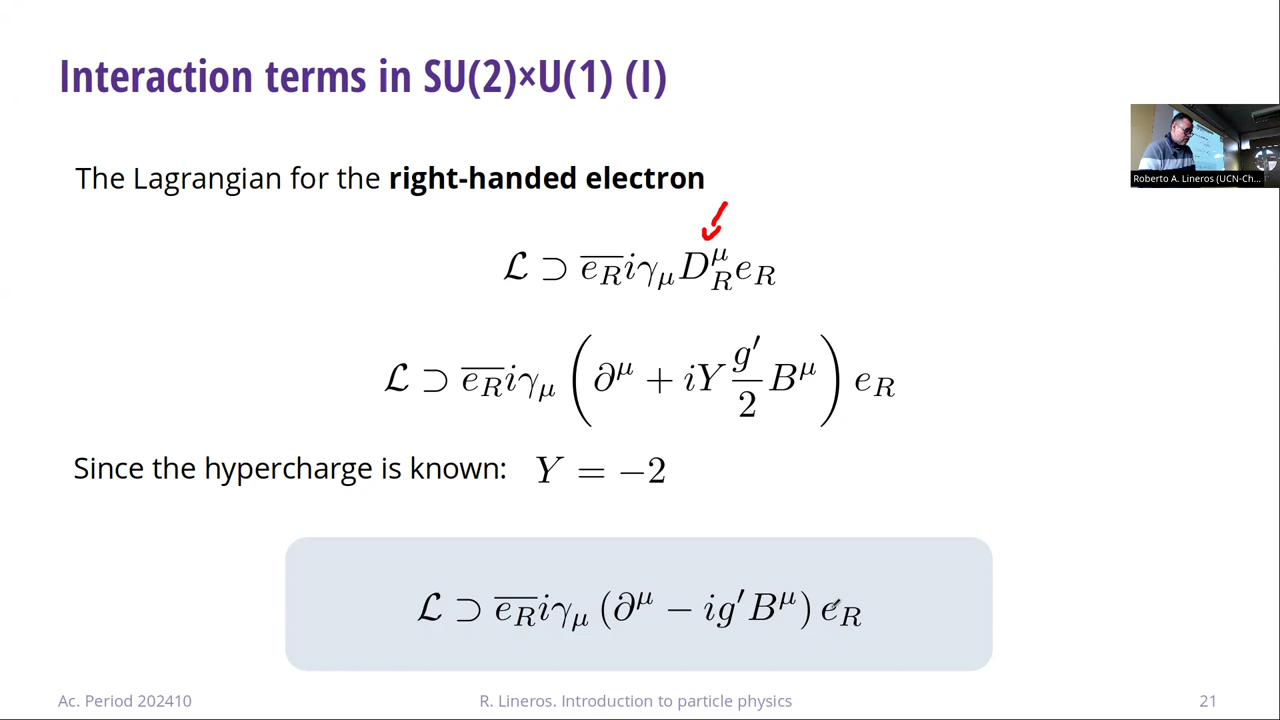 Interaction terms in SU(2)×U(1) (I)
The Lagrangian for the right-handed electron
ℒ ⊃ \overline{e_R} iγ_μ D^μ_R e_R
ℒ ⊃ \overline{e_R} iγ_μ (∂^μ + iY \frac{g′}{2} B^μ) e_R
Since the hypercharge is known: Y = −2
ℒ ⊃ \overline{e_R} iγ_μ (∂^μ − ig′B^μ) e_R
Roberto A. Lineros (UCN-Ch...
Ac. Period 202410 R. Lineros. Introduction to particle physics 21